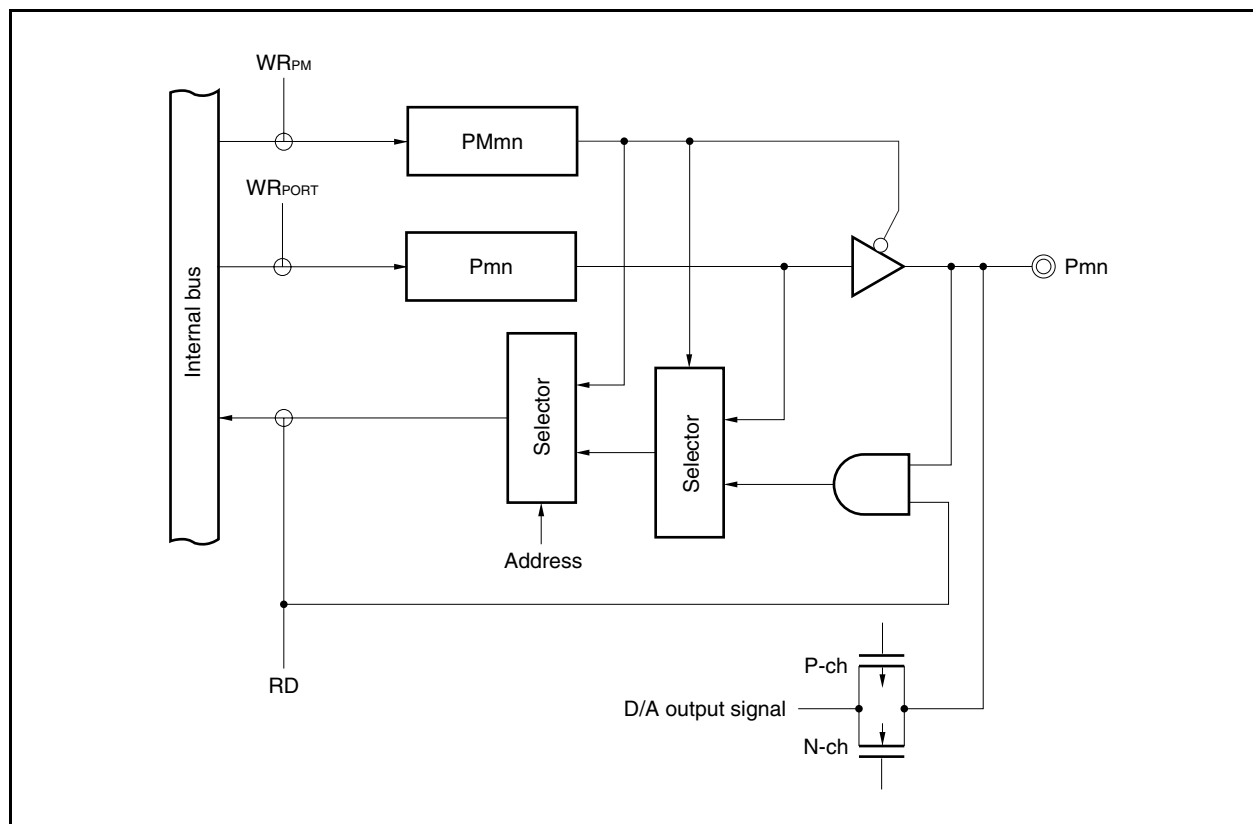 WRPM
PMmn
WRPORT
Pmn
Pmn
Internal bus
Selector
Selector
Address
RD
P-ch
D/A output signal
N-ch